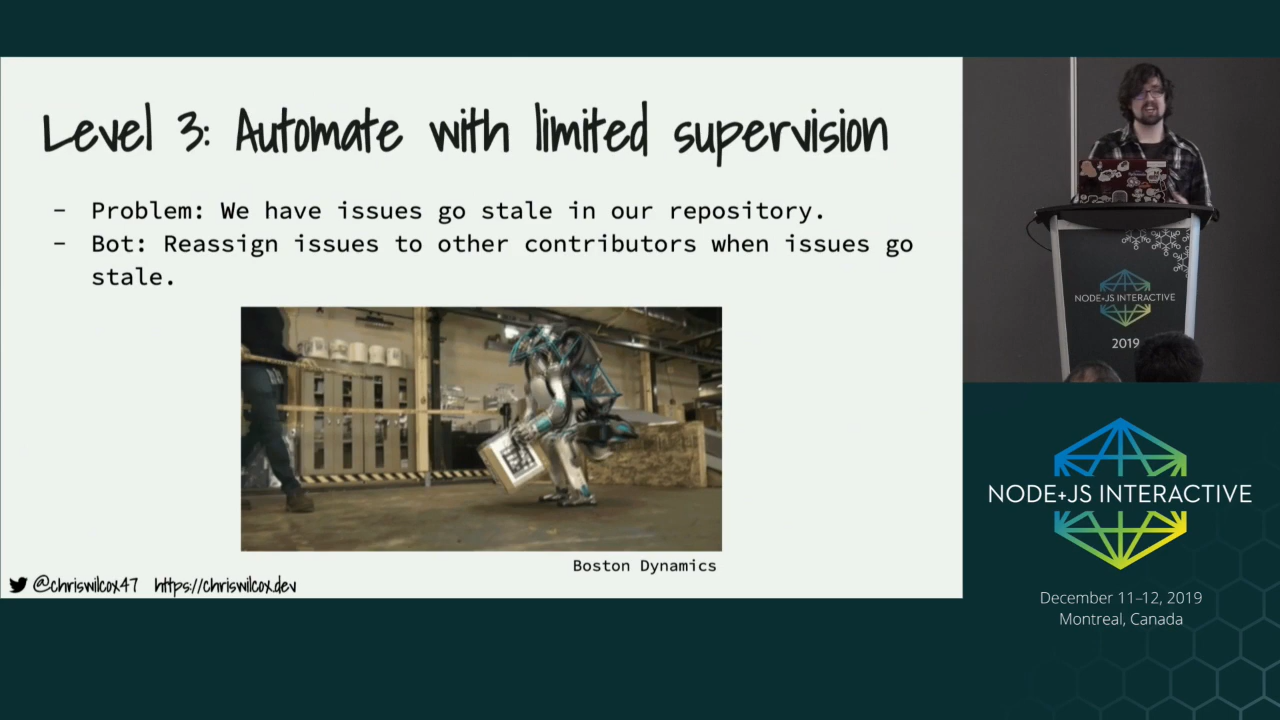 Level 3: Automate with limited supervision
- Problem: We have issues go stale in our repository.
- Bot: Reassign issues to other contributors when issues go
stale.
Boston Dynamics
@chriswilcox47 https://chriswilcox.dev
NODE+JS INTERACTIVE
2019
NODE+JS INTERACTIVE
December 11–12, 2019
Montreal, Canada